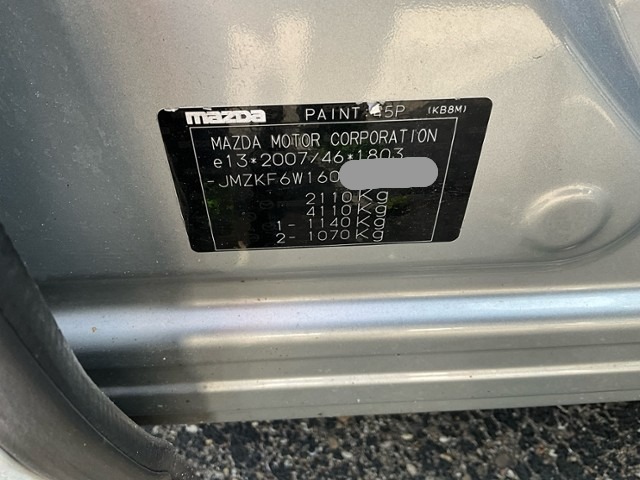 mazda PAINT 45P (KB8M)
MAZDA MOTOR CORPORATION
e13*2007/46*1803
-JMZKF6W160
2110Kg
4110Kg
1- 1140Kg
2- 1070Kg